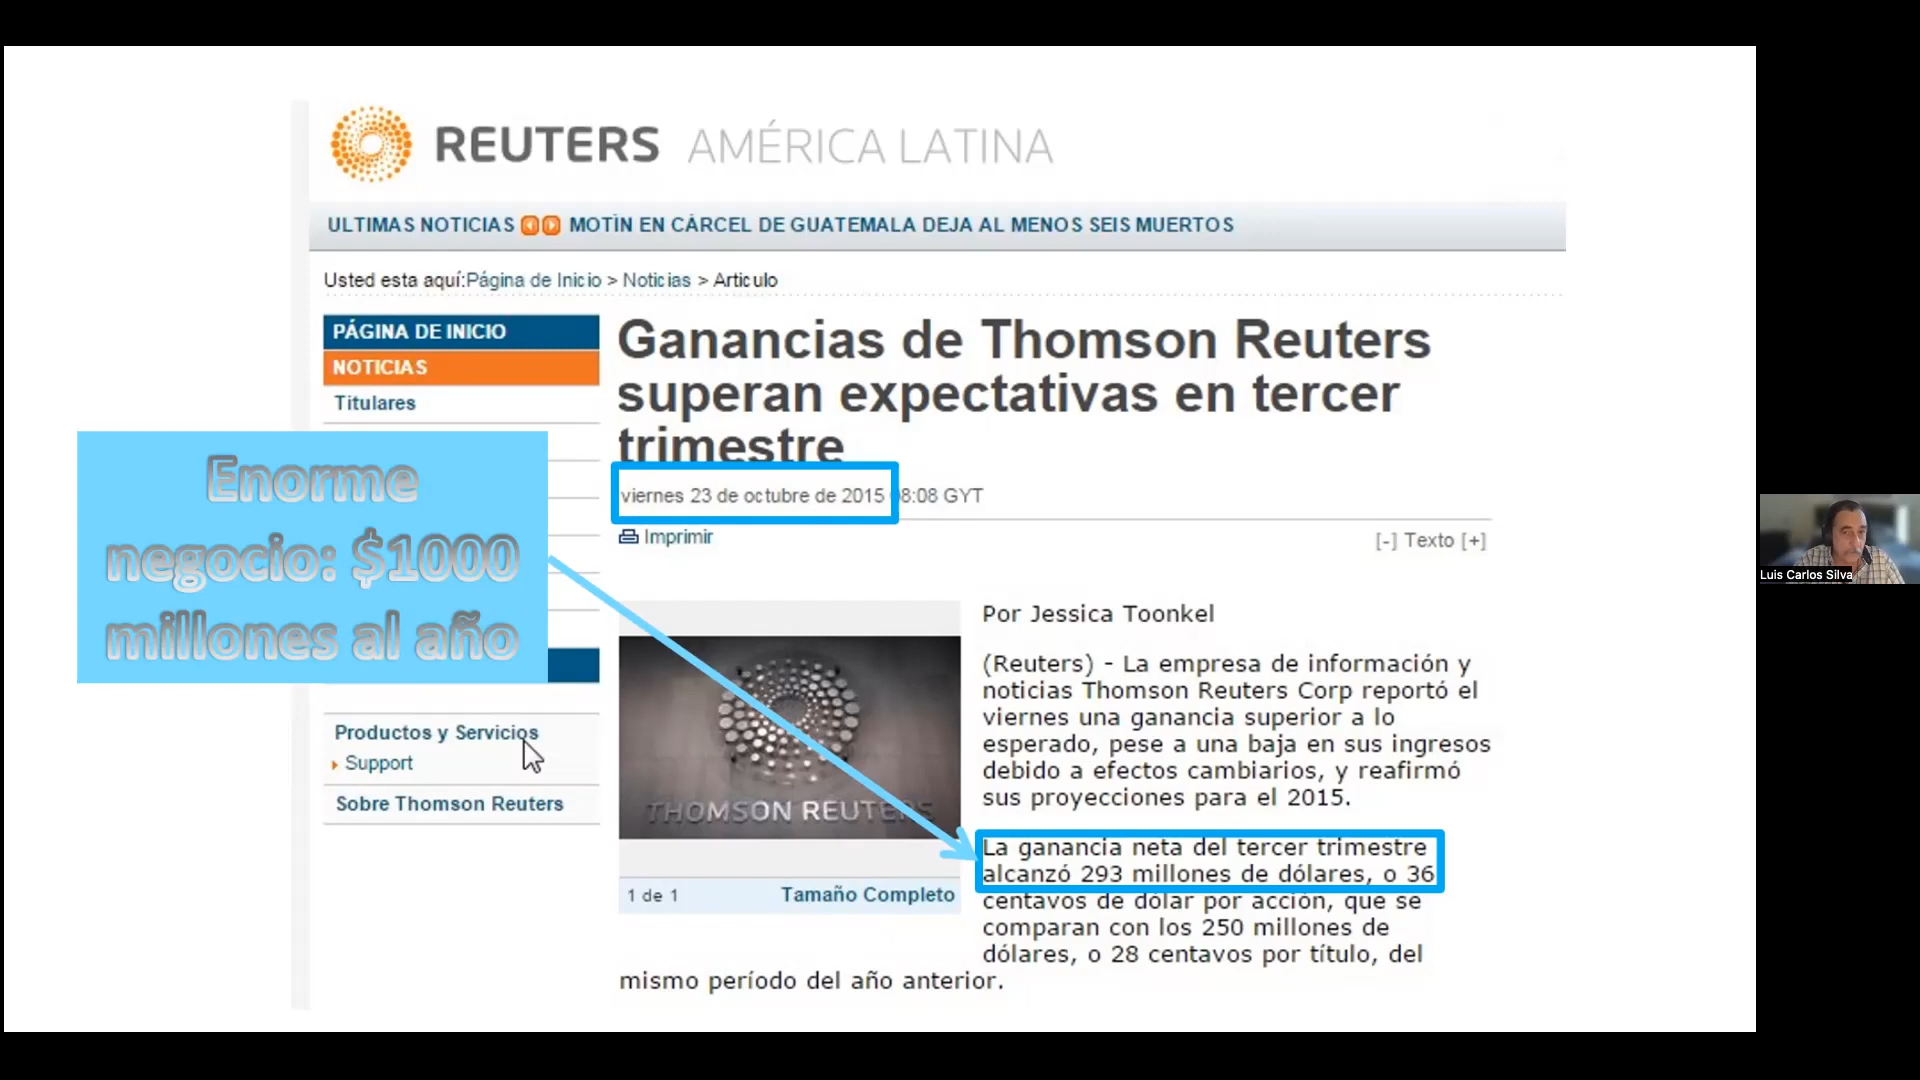 REUTERS AMÉRICA LATINA
ULTIMAS NOTICIAS MOTÍN EN CÁRCEL DE GUATEMALA DEJA AL MENOS SEIS MUERTOS
Usted esta aquí:Página de Inicio > Noticias > Articulo
PÁGINA DE INICIO
NOTICIAS
Titulares
Enorme
negocio: $1000
millones al año
Productos y Servicios
Support
Sobre Thomson Reuters
Ganancias de Thomson Reuters
superan expectativas en tercer
trimestre
viernes 23 de octubre de 2015 08:08 GYT
Imprimir
[-] Texto [+]
THOMSON REUTERS
1 de 1 Tamaño Completo
Por Jessica Toonkel
(Reuters) - La empresa de información y
noticias Thomson Reuters Corp reportó el
viernes una ganancia superior a lo
esperado, pese a una baja en sus ingresos
debido a efectos cambiarios, y reafirmó
sus proyecciones para el 2015.
La ganancia neta del tercer trimestre
alcanzó 293 millones de dólares, o 36
centavos de dólar por acción, que se
comparan con los 250 millones de
dólares, o 28 centavos por título, del
mismo período del año anterior.
Luis Carlos Silva